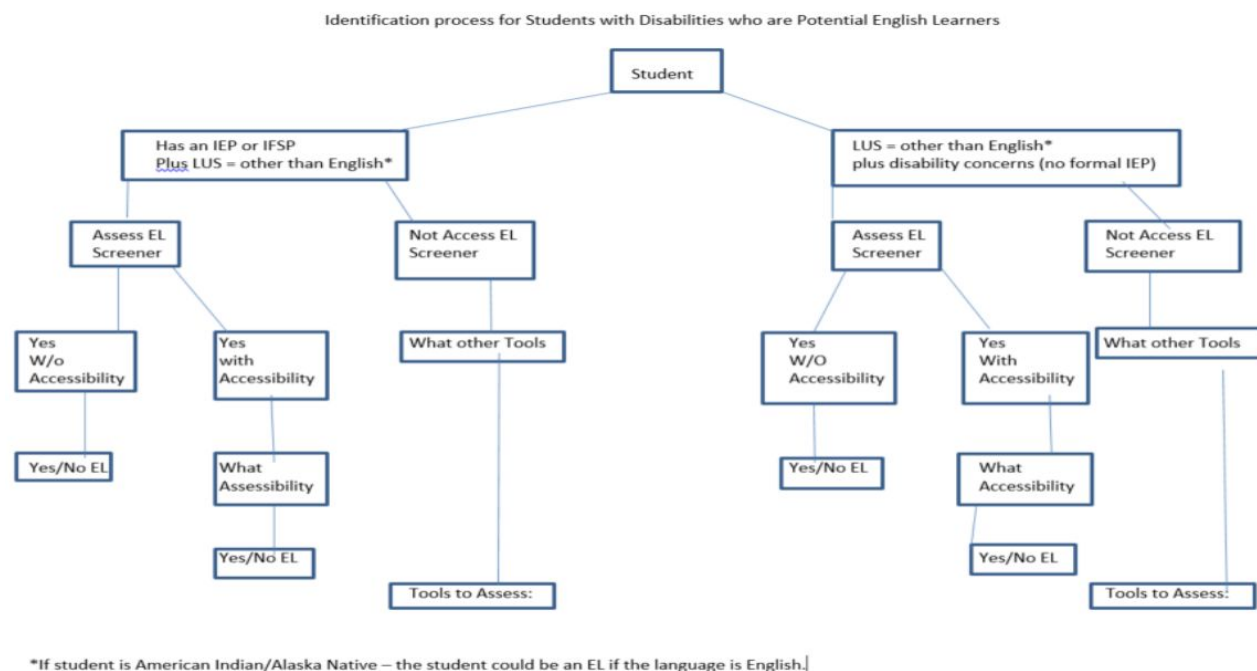 Identification process for Students with Disabilities who are Potential English Learners
Student
Has an IEP or IFSP
Plus LUS = other than English*
LUS = other than English*
plus disability concerns (no formal IEP)
Assess EL
Screener
Not Access EL
Screener
Assess EL
Screener
Not Access EL
Screener
Yes
W/o
Accessibility
Yes
with
Accessibility
What other Tools
Yes
W/O
Accessibility
Yes
With
Accessibility
What other Tools
Yes/No EL
What
Assessibility
Yes/No EL
What
Accessibility
Yes/No EL
Yes/No EL
Tools to Assess:
Tools to Assess:
*If student is American Indian/Alaska Native – the student could be an EL if the language is English.